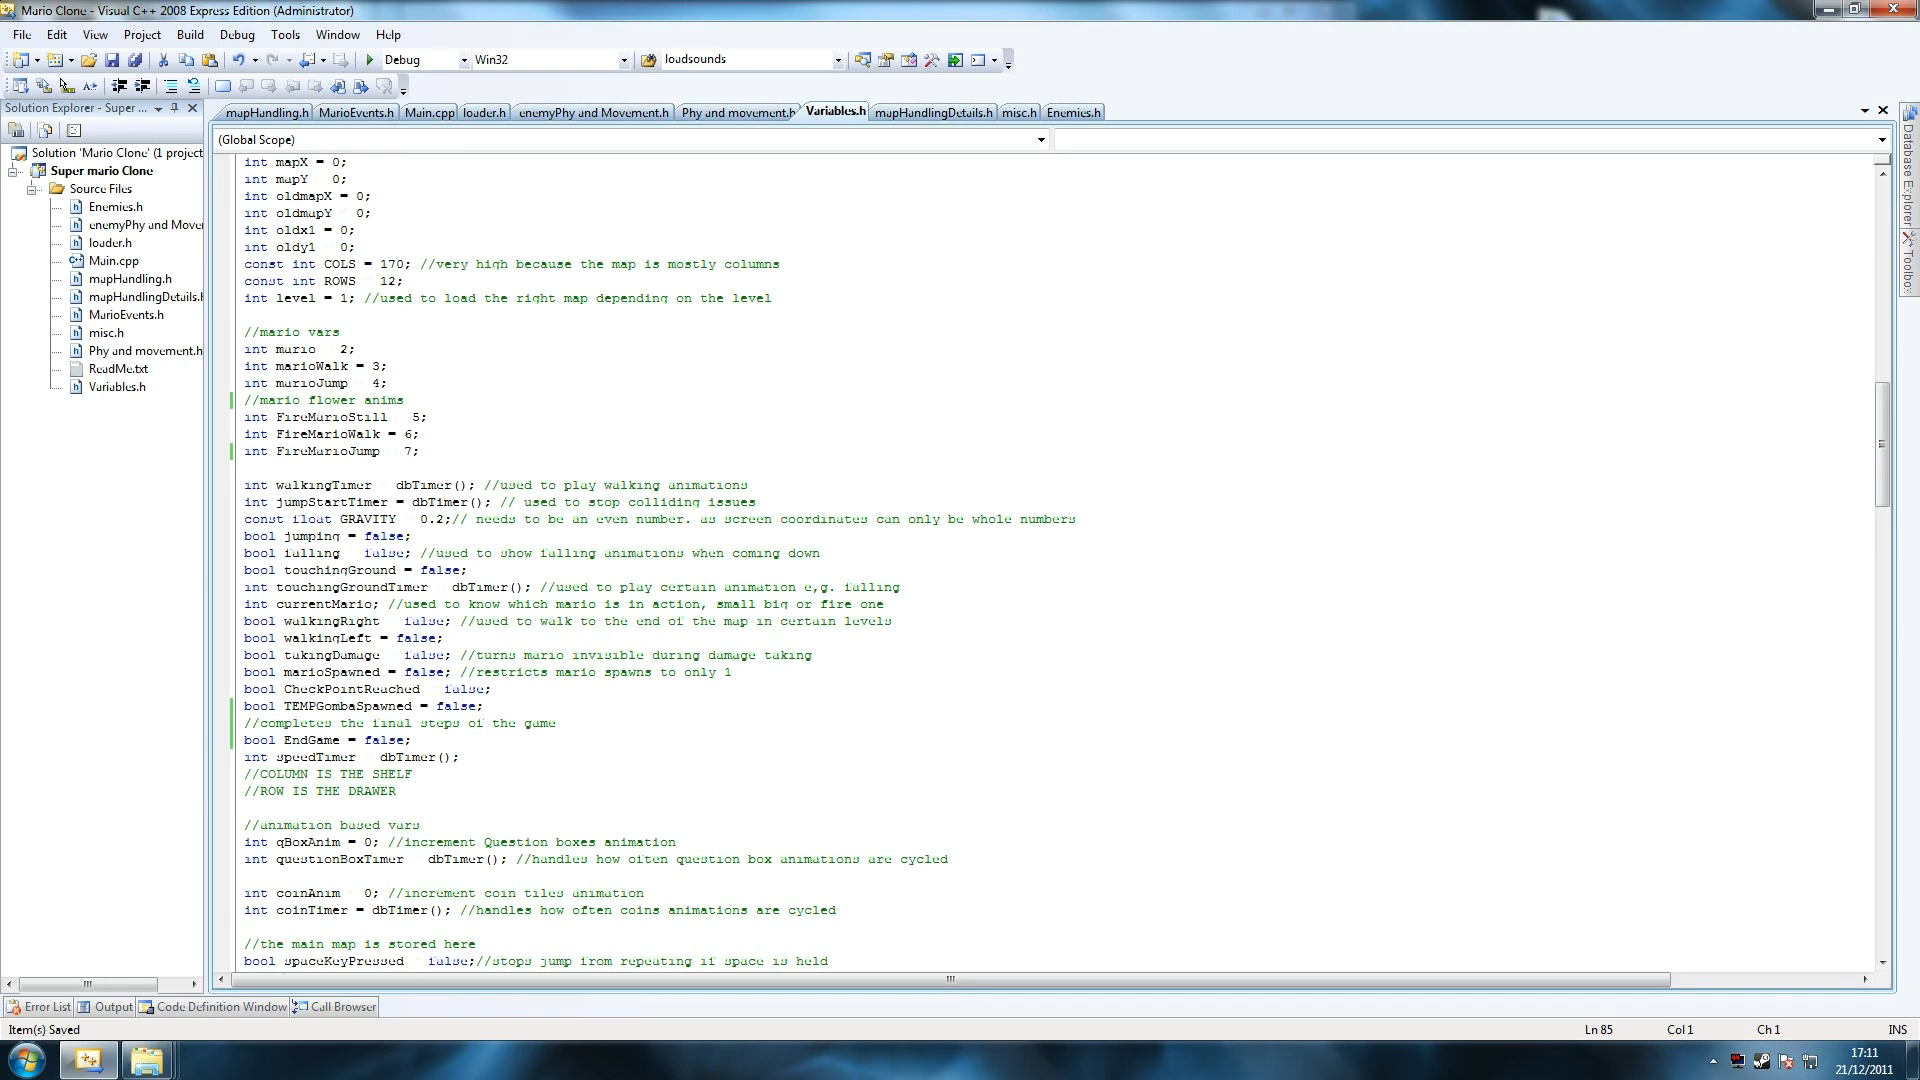 Mario Clone - Visual C++ 2008 Express Edition (Administrator)
File Edit View Project Build Debug Tools Window Help
Debug Win32 loadsounds
Solution Explorer - Super ...
mapHandling.h MarioEvents.h Main.cpp loader.h enemyPhy and Movement.h Phy and movement.h Variables.h mapHandlingDetails.h misc.h Enemies.h
(Global Scope)
Solution 'Mario Clone' (1 project
Super mario Clone
Source Files
Enemies.h
enemyPhy and Move
loader.h
Main.cpp
mapHandling.h
mapHandlingDetails.h
MarioEvents.h
misc.h
Phy and movement.h
ReadMe.txt
Variables.h
int mapX = 0;
int mapY = 0;
int oldmapX = 0;
int oldmapY = 0;
int oldx1 = 0;
int oldy1 = 0;
const int COLS = 170; //very high because the map is mostly columns
const int ROWS = 12;
int level = 1; //used to load the right map depending on the level
//mario vars
int mario = 2;
int marioWalk = 3;
int marioJump = 4;
//mario flower anims
int FireMarioStill = 5;
int FireMarioWalk = 6;
int FireMarioJump = 7;
int walkingTimer = dbTimer(); //used to play walking animations
int jumpStartTimer = dbTimer(); // used to stop colliding issues
const float GRAVITY = 0.2;// needs to be an even number. as screen coordinates can only be whole numbers
bool jumping = false;
bool falling = false; //used to show falling animations when coming down
bool touchingGround = false;
int touchingGroundTimer = dbTimer(); //used to play certain animation e,g. falling
int currentMario; //used to know which mario is in action, small big or fire one
bool walkingRight = false; //used to walk to the end of the map in certain levels
bool walkingLeft = false;
bool takingDamage = false; //turns mario invisible during damage taking
bool marioSpawned = false; //restricts mario spawns to only 1
bool CheckPointReached = false;
bool TEMPGombaSpawned = false;
//completes the final steps of the game
bool EndGame = false;
int speedTimer = dbTimer();
//COLUMN IS THE SHELF
//ROW IS THE DRAWER
//animation based vars
int qBoxAnim = 0; //increment Question boxes animation
int questionBoxTimer = dbTimer(); //handles how often question box animations are cycled
int coinAnim = 0; //increment coin tiles animation
int coinTimer = dbTimer(); //handles how often coins animations are cycled
//the main map is stored here
bool spaceKeyPressed = false;//stops jump from repeating if space is held
Database Explorer
Toolbox
Error List Output Code Definition Window Call Browser
Item(s) Saved Ln 85 Col 1 Ch 1 INS
17:11
21/12/2011